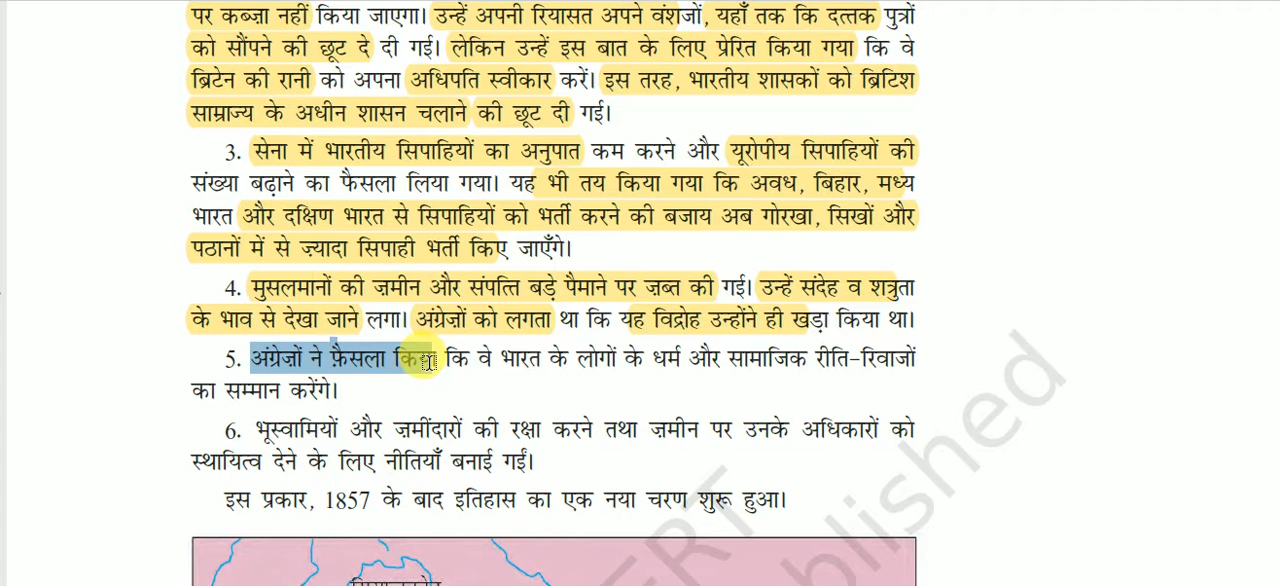 पर कब्ज़ा नहीं किया जाएगा। उन्हें अपनी रियासत अपने वंशजों, यहाँ तक कि दत्तक पुत्रों
को सौंपने की छूट दे दी गई। लेकिन उन्हें इस बात के लिए प्रेरित किया गया कि वे
ब्रिटेन की रानी को अपना अधिपति स्वीकार करें। इस तरह, भारतीय शासकों को ब्रिटिश
साम्राज्य के अधीन शासन चलाने की छूट दी गई।
3. सेना में भारतीय सिपाहियों का अनुपात कम करने और यूरोपीय सिपाहियों की
संख्या बढ़ाने का फैसला लिया गया। यह भी तय किया गया कि अवध, बिहार, मध्य
भारत और दक्षिण भारत से सिपाहियों को भर्ती करने की बजाय अब गोरखा, सिखों और
पठानों में से ज़्यादा सिपाही भर्ती किए जाएँगे।
4. मुसलमानों की ज़मीन और संपत्ति बड़े पैमाने पर ज़ब्त की गई। उन्हें संदेह व शत्रुता
के भाव से देखा जाने लगा। अंग्रेज़ों को लगता था कि यह विद्रोह उन्होंने ही खड़ा किया था।
5. अंग्रेज़ों ने फ़ैसला किया कि वे भारत के लोगों के धर्म और सामाजिक रीति-रिवाजों
का सम्मान करेंगे।
6. भूस्वामियों और ज़मींदारों की रक्षा करने तथा ज़मीन पर उनके अधिकारों को
स्थायित्व देने के लिए नीतियाँ बनाई गईं।
इस प्रकार, 1857 के बाद इतिहास का एक नया चरण शुरू हुआ।